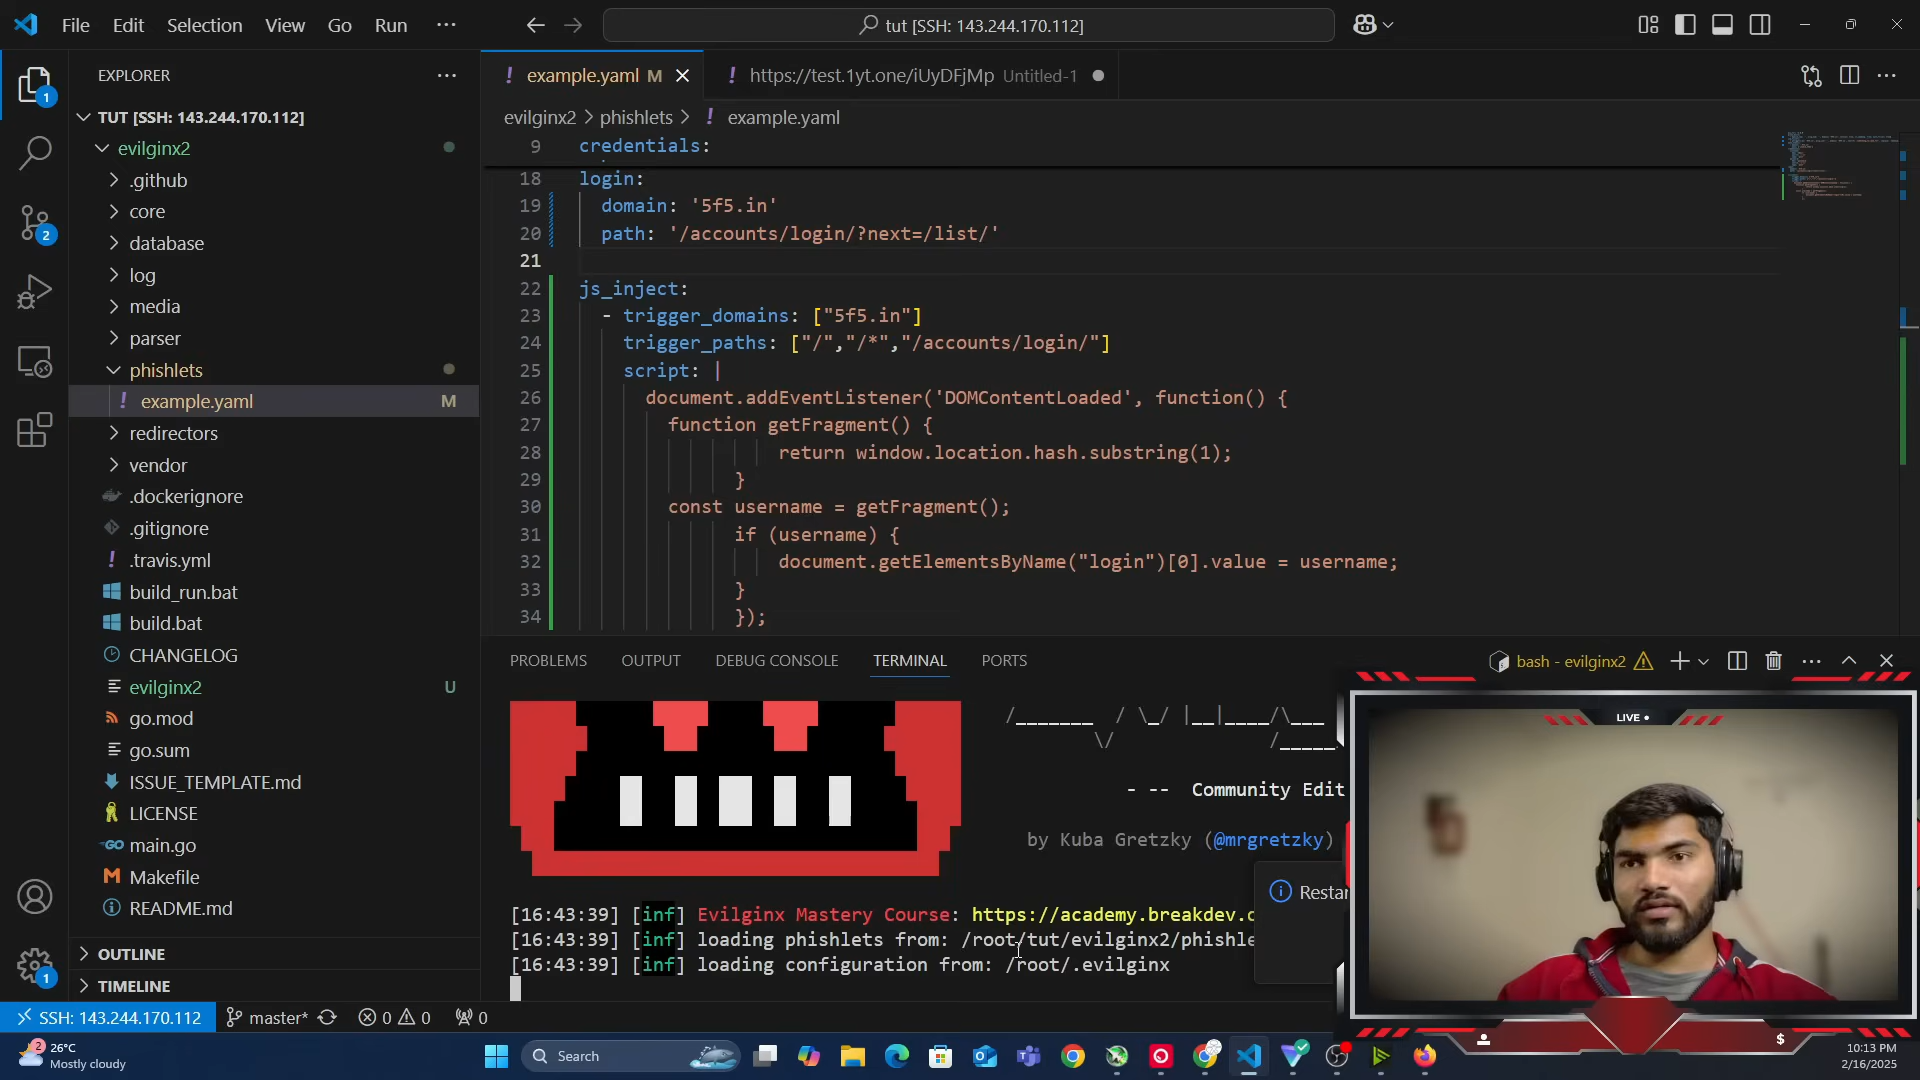 File Edit Selection View Go Run ···
tut [SSH: 143.244.170.112]
EXPLORER
TUT [SSH: 143.244.170.112]
evilginx2
.github
core
database
log
media
parser
phishlets
example.yaml M
redirectors
vendor
.dockerignore
.gitignore
.travis.yml
build_run.bat
build.bat
CHANGELOG
evilginx2 U
go.mod
go.sum
ISSUE_TEMPLATE.md
LICENSE
main.go
Makefile
README.md
OUTLINE
TIMELINE
1
2
1
example.yaml M
https://test.1yt.one/iUyDFjMp Untitled-1
evilginx2 > phishlets > ! example.yaml
9 credentials:
18 login:
19 domain: '5f5.in'
20 path: '/accounts/login/?next=/list/'
21
22 js_inject:
23 - trigger_domains: ["5f5.in"]
24 trigger_paths: ["/","/*","/accounts/login/"]
25 script: |
26 document.addEventListener('DOMContentLoaded', function() {
27 function getFragment() {
28 return window.location.hash.substring(1);
29 }
30 const username = getFragment();
31 if (username) {
32 document.getElementsByName("login")[0].value = username;
33 }
34 });
PROBLEMS OUTPUT DEBUG CONSOLE TERMINAL PORTS
bash - evilginx2
- -- Community Edit
by Kuba Gretzky (@mrgretzky)
Restar
[16:43:39] [inf] Evilginx Mastery Course: https://academy.breakdev.o
[16:43:39] [inf] loading phishlets from: /root/tut/evilginx2/phishle
[16:43:39] [inf] loading configuration from: /root/.evilginx
LIVE •
$
SSH: 143.244.170.112 master* 0 0 0
26°C
Mostly cloudy
Search
10:13 PM
2/16/2025